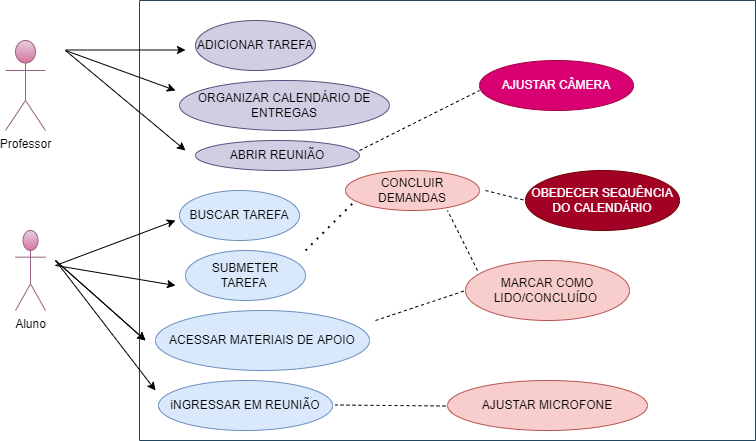 ADICIONAR TAREFA
Professor
ORGANIZAR CALENDÁRIO DE
ENTREGAS
AJUSTAR CÂMERA
ABRIR REUNIÃO
CONCLUIR
DEMANDAS
OBEDECER SEQUÊNCIA
DO CALENDÁRIO
BUSCAR TAREFA
Aluno
SUBMETER
TAREFA
MARCAR COMO
LIDO/CONCLUÍDO
ACESSAR MATERIAIS DE APOIO
iNGRESSAR EM REUNIÃO
AJUSTAR MICROFONE